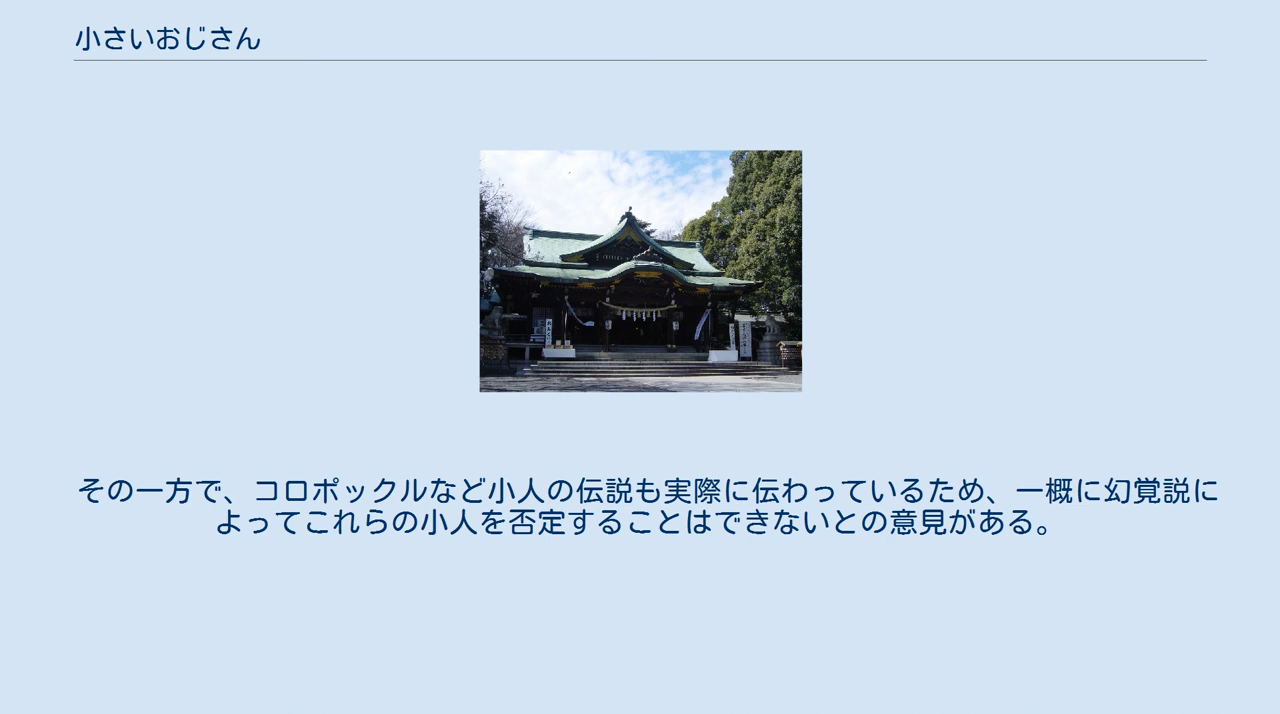 小さいおじさん
その一方で、コロポックルなど小人の伝説も実際に伝わっているため、一概に幻覚説に
よってこれらの小人を否定することはできないとの意見がある。